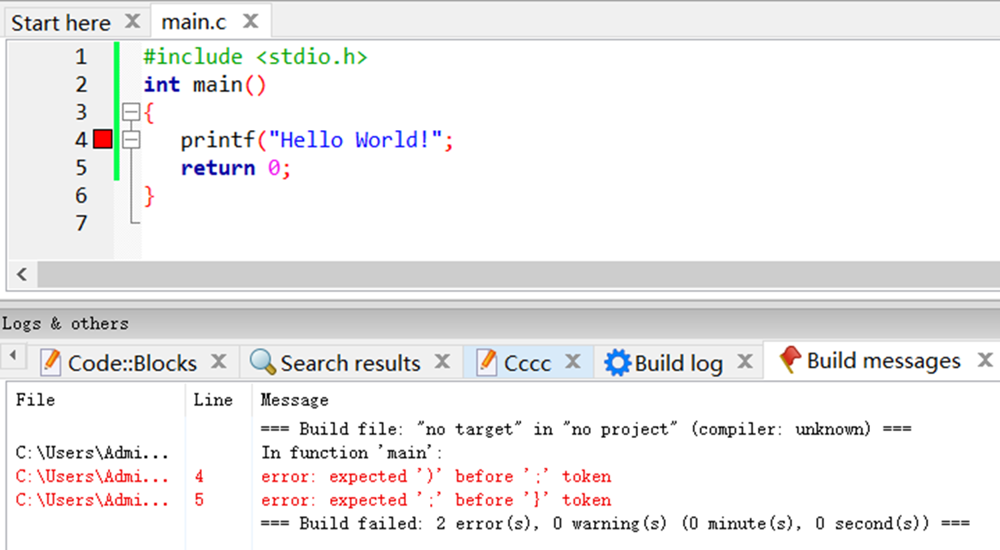 Start here X main.c X
1 #include <stdio.h>
2 int main()
3 {
4 printf("Hello World!";
5 return 0;
6 }
7
Logs & others
Code::Blocks X Search results X Cccc X Build log X Build messages X
File Line Message
=== Build file: "no target" in "no project" (compiler: unknown) ===
C:\Users\Admi... In function 'main':
C:\Users\Admi... 4 error: expected ')' before ';' token
C:\Users\Admi... 5 error: expected ';' before '}' token
=== Build failed: 2 error(s), 0 warning(s) (0 minute(s), 0 second(s)) ===